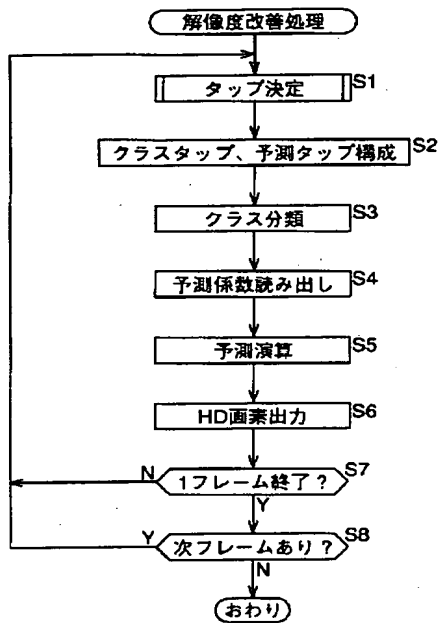 解像度改善処理
タップ決定 S1
クラスタップ、予測タップ構成 S2
クラス分類 S3
予測係数読み出し S4
予測演算 S5
HD画素出力 S6
N 1フレーム終了? S7
Y
Y 次フレームあり? S8
N
おわり